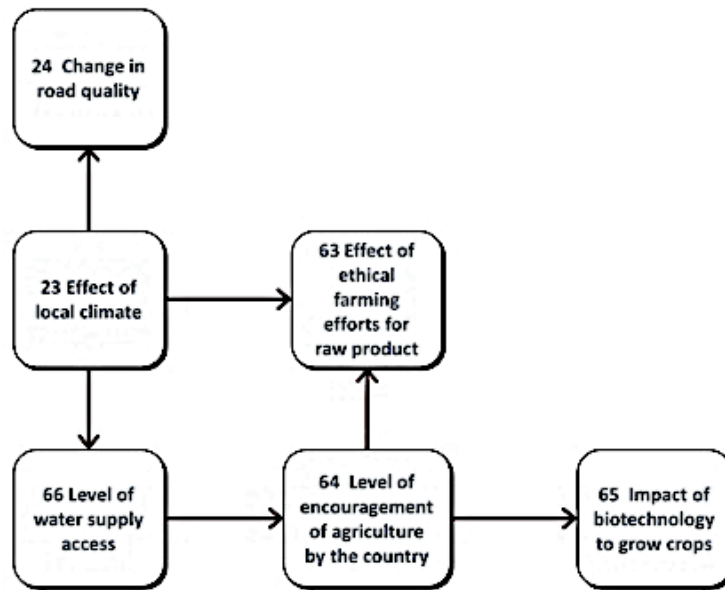 24 Change in
road quality
23 Effect of
local climate
63 Effect of
ethical
farming
efforts for
raw product
66 Level of
water supply
access
64 Level of
encouragement
of agriculture
by the country
65 Impact of
biotechnology
to grow crops